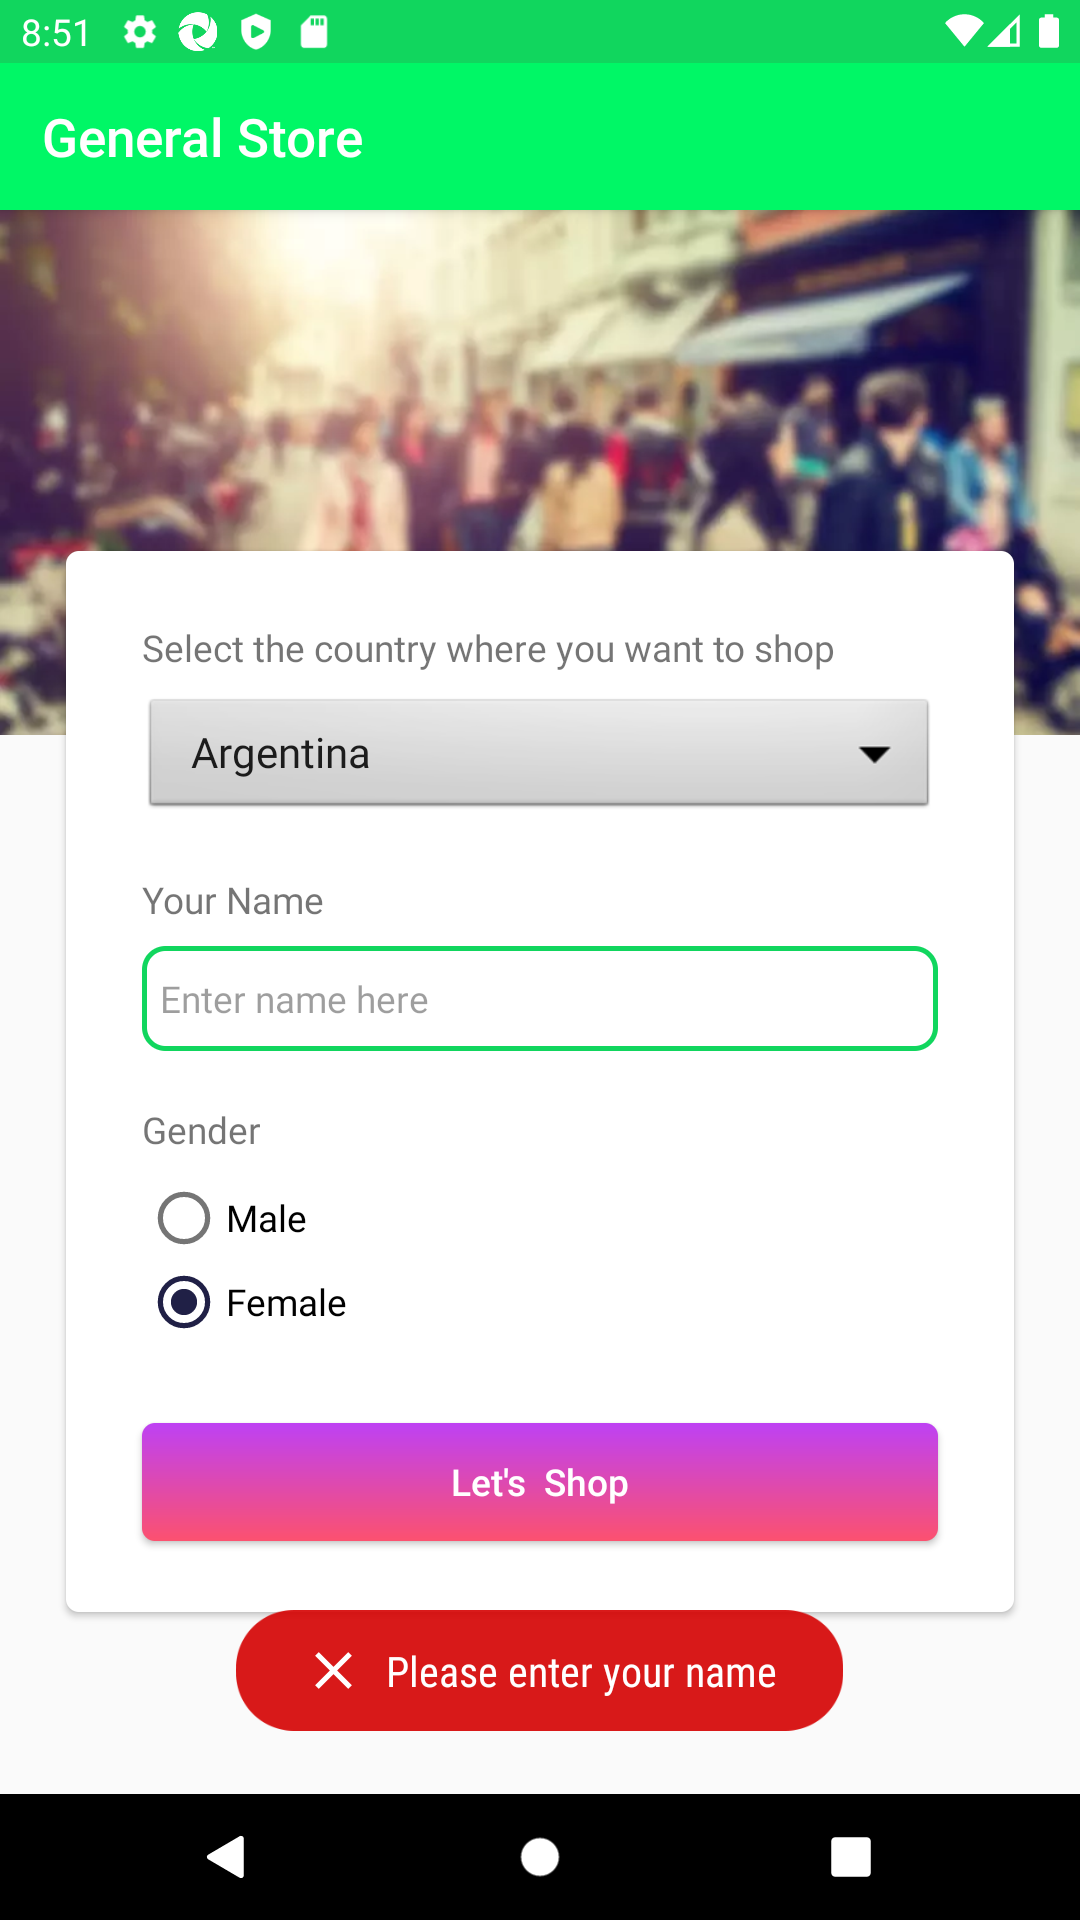 8:51
General Store
Select the country where you want to shop
Argentina
Your Name
Enter name here
Gender
Male
Female
Let's  Shop
Please enter your name